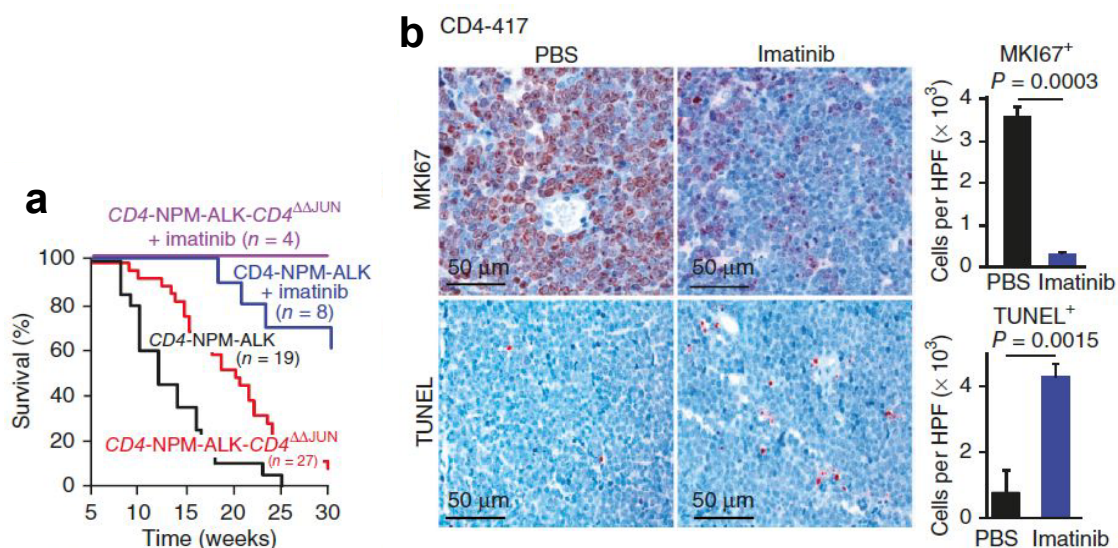 a
CD4-NPM-ALK-CD4ΔΔJUN
+ imatinib (n = 4)
CD4-NPM-ALK
+ imatinib
(n = 8)
CD4-NPM-ALK
(n = 19)
CD4-NPM-ALK-CD4ΔΔJUN
(n = 27)
Survival (%)
100
80
60
40
20
0
5 10 15 20 25 30
Time (weeks)
b
CD4-417
PBS Imatinib
MKI67
50 μm 50 μm
TUNEL
50 μm 50 μm
MKI67+
P = 0.0003
Cells per HPF (× 10³)
4
3
2
1
0
PBS Imatinib
TUNEL+
P = 0.0015
Cells per HPF (× 10³)
4
2
0
PBS Imatinib